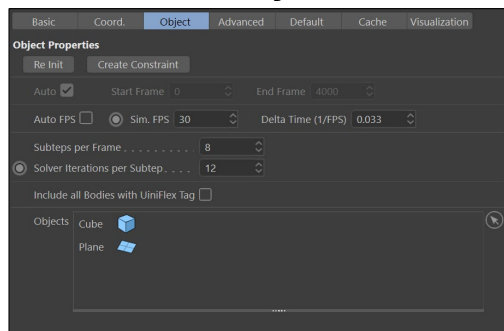 Basic Coord. Object Advanced Default Cache Visualization
Object Properties
Re Init Create Constraint
Auto Start Frame 0 End Frame 4000
Auto FPS Sim. FPS 30 Delta Time (1/FPS) 0.033
Substeps per Frame . . . . . . . . . . 8
Solver Iterations per Subtep . . . . 12
Include all Bodies with UiniFlex Tag
Objects Cube
Plane